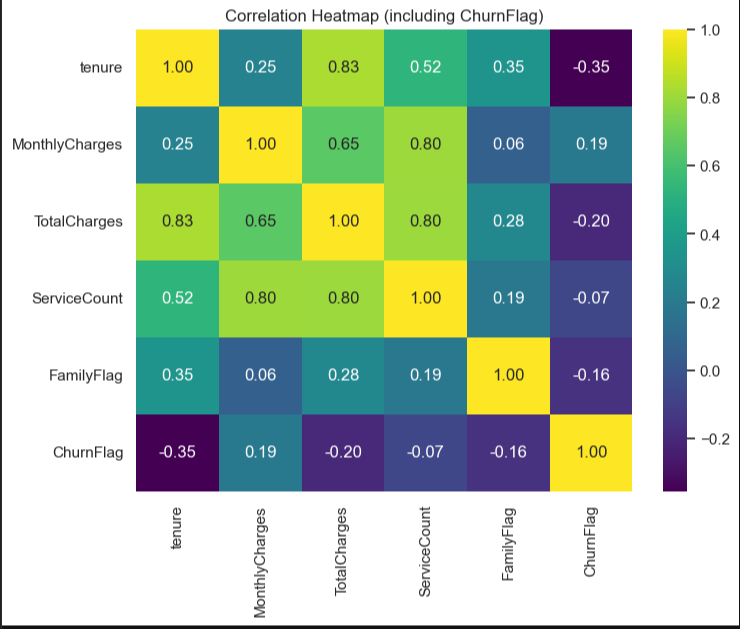 Correlation Heatmap (including ChurnFlag)
tenure 1.00 0.25 0.83 0.52 0.35 -0.35
MonthlyCharges 0.25 1.00 0.65 0.80 0.06 0.19
TotalCharges 0.83 0.65 1.00 0.80 0.28 -0.20
ServiceCount 0.52 0.80 0.80 1.00 0.19 -0.07
FamilyFlag 0.35 0.06 0.28 0.19 1.00 -0.16
ChurnFlag -0.35 0.19 -0.20 -0.07 -0.16 1.00
tenure
MonthlyCharges
TotalCharges
ServiceCount
FamilyFlag
ChurnFlag
1.0
0.8
0.6
0.4
0.2
0.0
−0.2